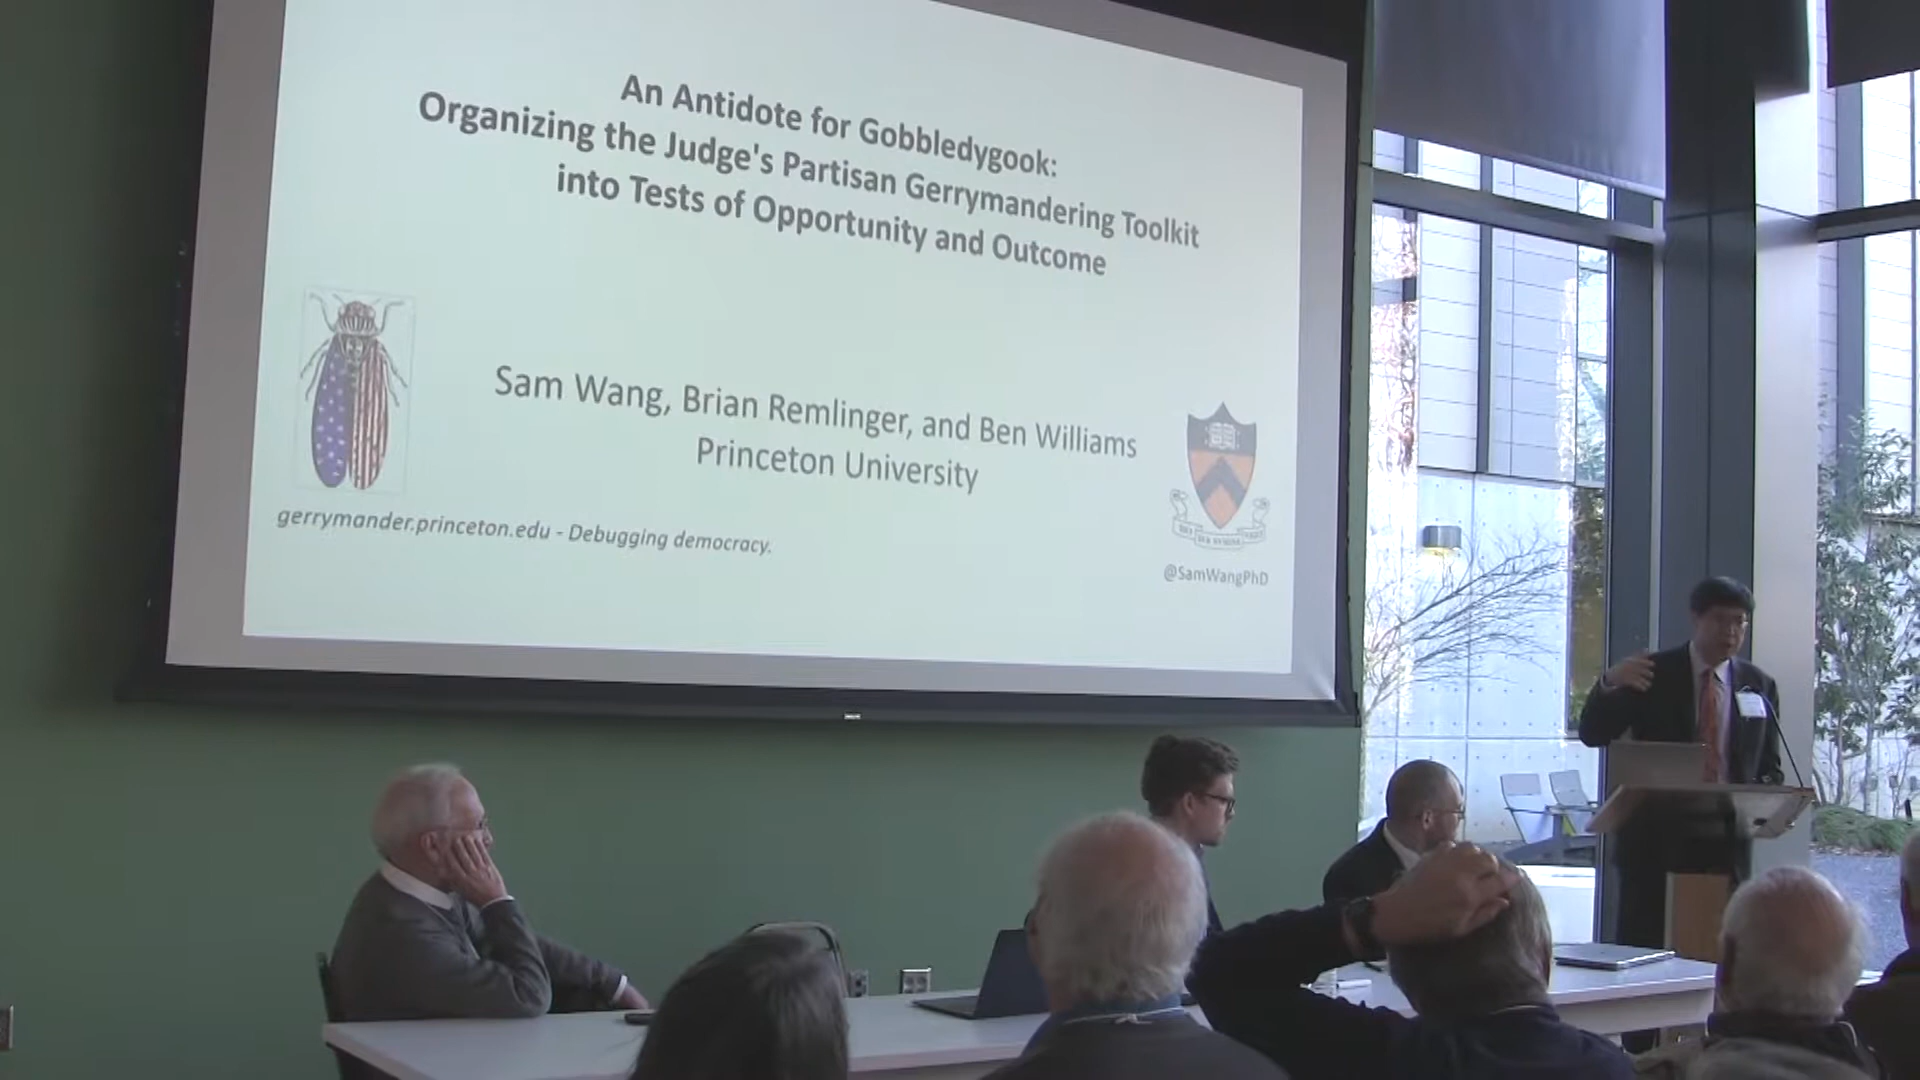 An Antidote for Gobbledygook:
Organizing the Judge's Partisan Gerrymandering Toolkit
into Tests of Opportunity and Outcome
Sam Wang, Brian Remlinger, and Ben Williams
Princeton University
gerrymander.princeton.edu - Debugging democracy.
@SamWangPhD